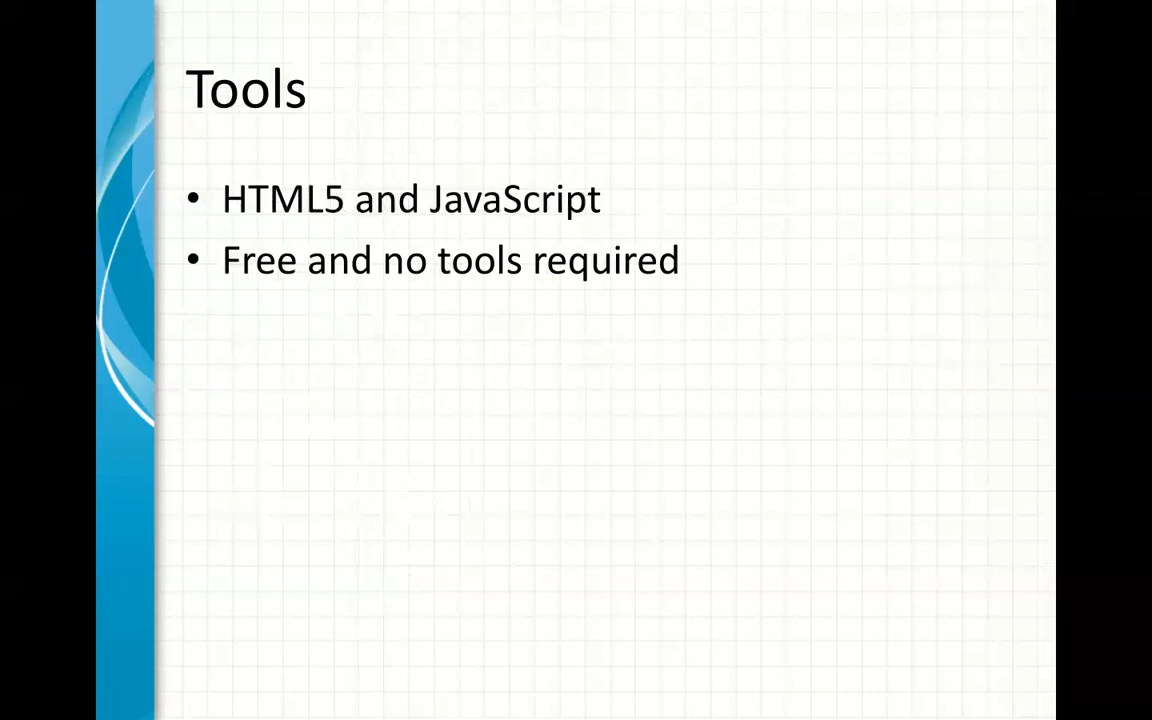 Tools
• HTML5 and JavaScript
• Free and no tools required